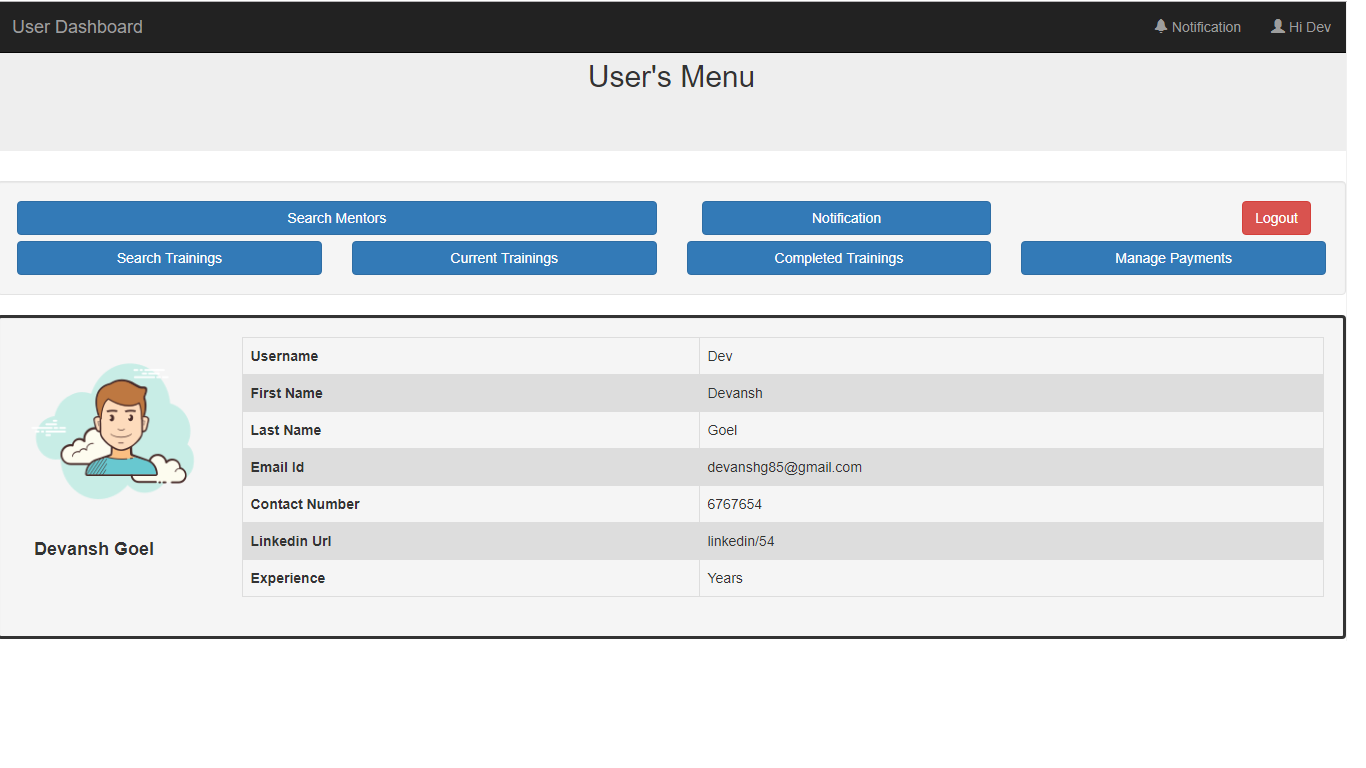 User Dashboard Notification Hi Dev
User's Menu
Search Mentors Notification Logout
Search Trainings Current Trainings Completed Trainings Manage Payments
Username Dev
First Name Devansh
Last Name Goel
Email Id devanshg85@gmail.com
Contact Number 6767654
Linkedin Url linkedin/54
Devansh Goel
Experience Years